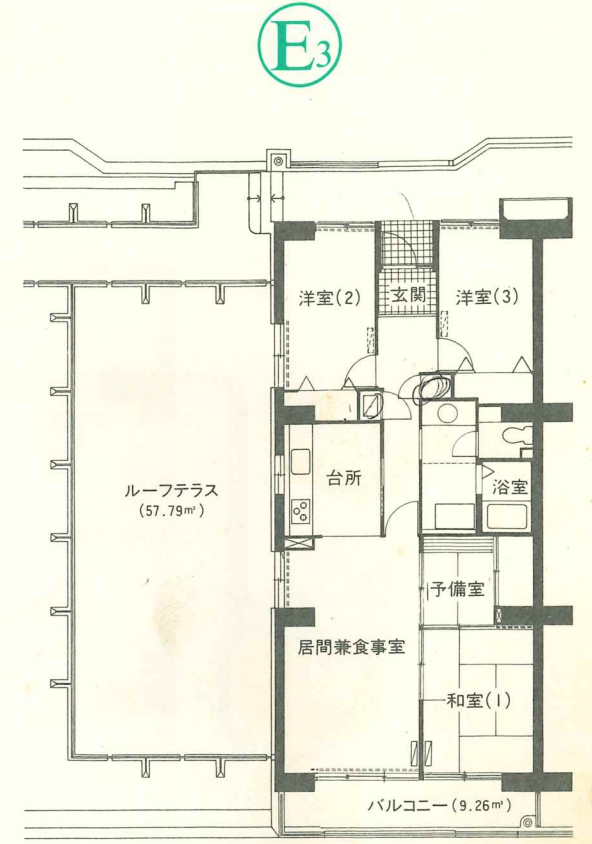 E3
洋室(2)
玄関
洋室(3)
台所
ルーフテラス
(57.79㎡)
浴室
予備室
居間兼食事室
和室(1)
バルコニー(9.26㎡)